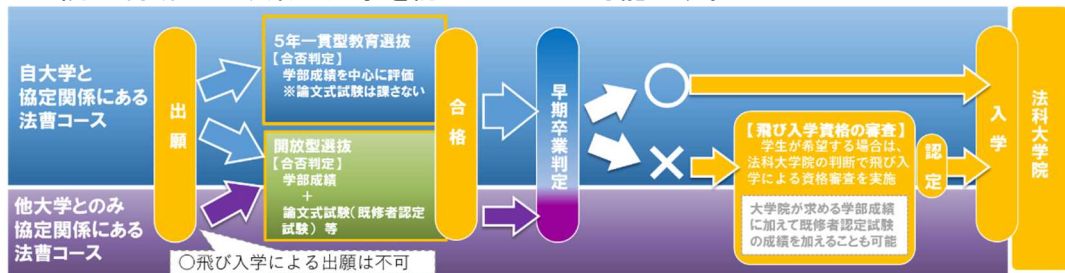 自大学と
協定関係にある
法曹コース
他大学とのみ
協定関係にある
法曹コース
出願
5年一貫型教育選抜
【合否判定】
学部成績を中心に評価
※論文式試験は課さない
開放型選抜
【合否判定】
学部成績
+
論文式試験(既修者認定
試験)等
○飛び入学による出願は不可
合格
早期卒業判定
○
×
【飛び入学資格の審査】
学生が希望する場合は、
法科大学院の判断で飛び入
学による資格審査を実施
大学院が求める学部成績
に加えて既修者認定試験
の成績を加えることも可能
認定
入学
法科大学院